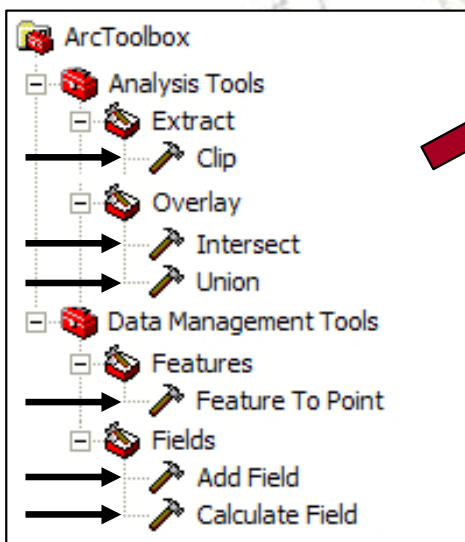 ArcToolbox
Analysis Tools
Extract
Clip
Overlay
Intersect
Union
Data Management Tools
Features
Feature To Point
Fields
Add Field
Calculate Field